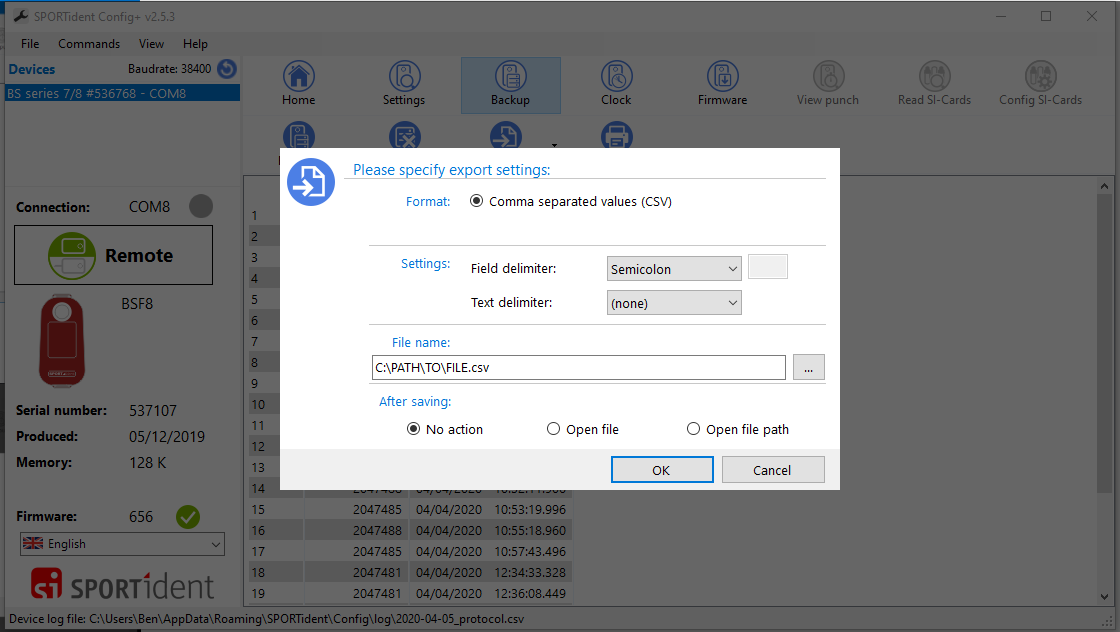 SPORTident Config+ v2.5.3
File Commands View Help
Devices Baudrate: 38400
BS series 7/8 #536768 - COM8
Home Settings Backup Clock Firmware View punch Read SI-Cards Config SI-Cards
Connection: COM8
Remote
BSF8
Serial number: 537107
Produced: 05/12/2019
Memory: 128 K
Firmware: 656
English
SPORTident
Please specify export settings:
Format: Comma separated values (CSV)
Settings: Field delimiter: Semicolon
Text delimiter: (none)
File name:
C:\PATH\TO\FILE.csv ...
After saving:
No action Open file Open file path
OK Cancel
1
2
3
4
5
6
7
8
9
10
11
12
13
14
15 2047485 04/04/2020 10:53:19.996
16 2047488 04/04/2020 10:55:18.960
17 2047485 04/04/2020 10:57:43.496
18 2047481 04/04/2020 12:34:33.328
19 2047481 04/04/2020 12:36:08.449
Device log file: C:\Users\Ben\AppData\Roaming\SPORTident\Config\log\2020-04-05_protocol.csv